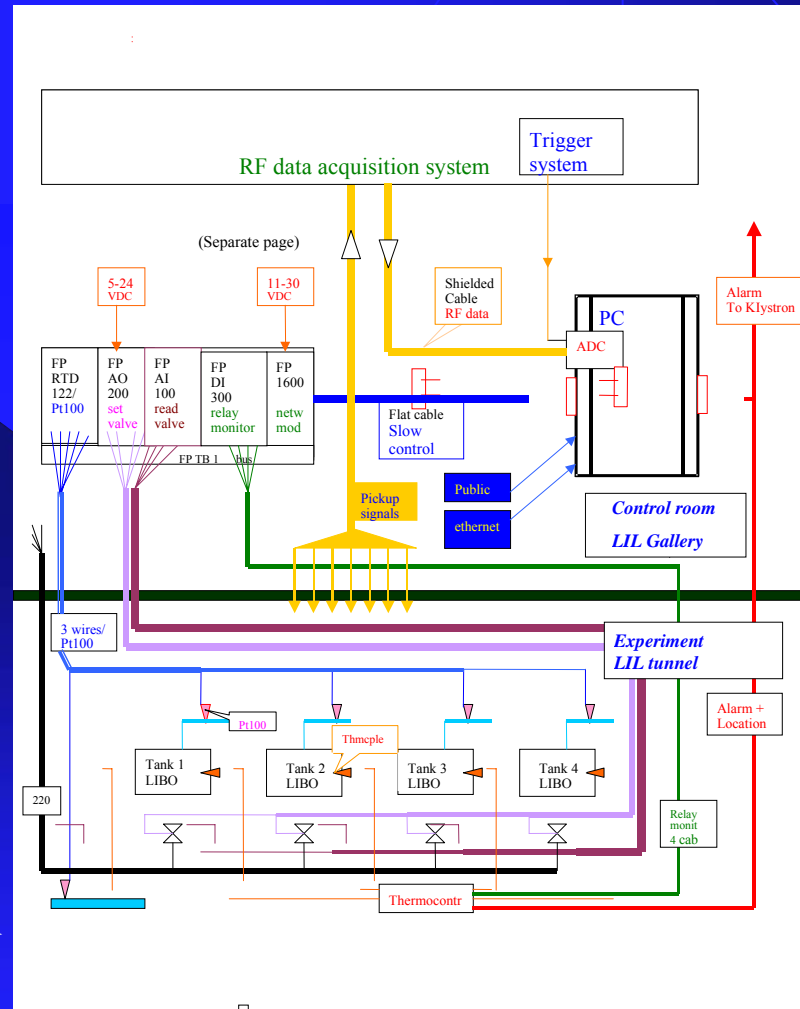 :
Trigger
system
RF data acquisition system
(Separate page)
5-24
VDC
11-30
VDC
Shielded
Cable
RF data
Alarm
To KIystron
PC
ADC
FP
RTD
122/
Pt100
FP
AO
200
set
valve
FP
AI
100
read
valve
FP
DI
300
relay
monitor
FP
1600
netw
mod
FP TB 1 bus
Flat cable
Slow
control
Public
ethernet
Pickup
signals
Control room
LIL Gallery
3 wires/
Pt100
Experiment
LIL tunnel
Pt100
Alarm +
Location
Thmcple
Tank 1
LIBO
Tank 2
LIBO
Tank 3
LIBO
Tank 4
LIBO
220
Relay
monit
4 cab
Thermocontr